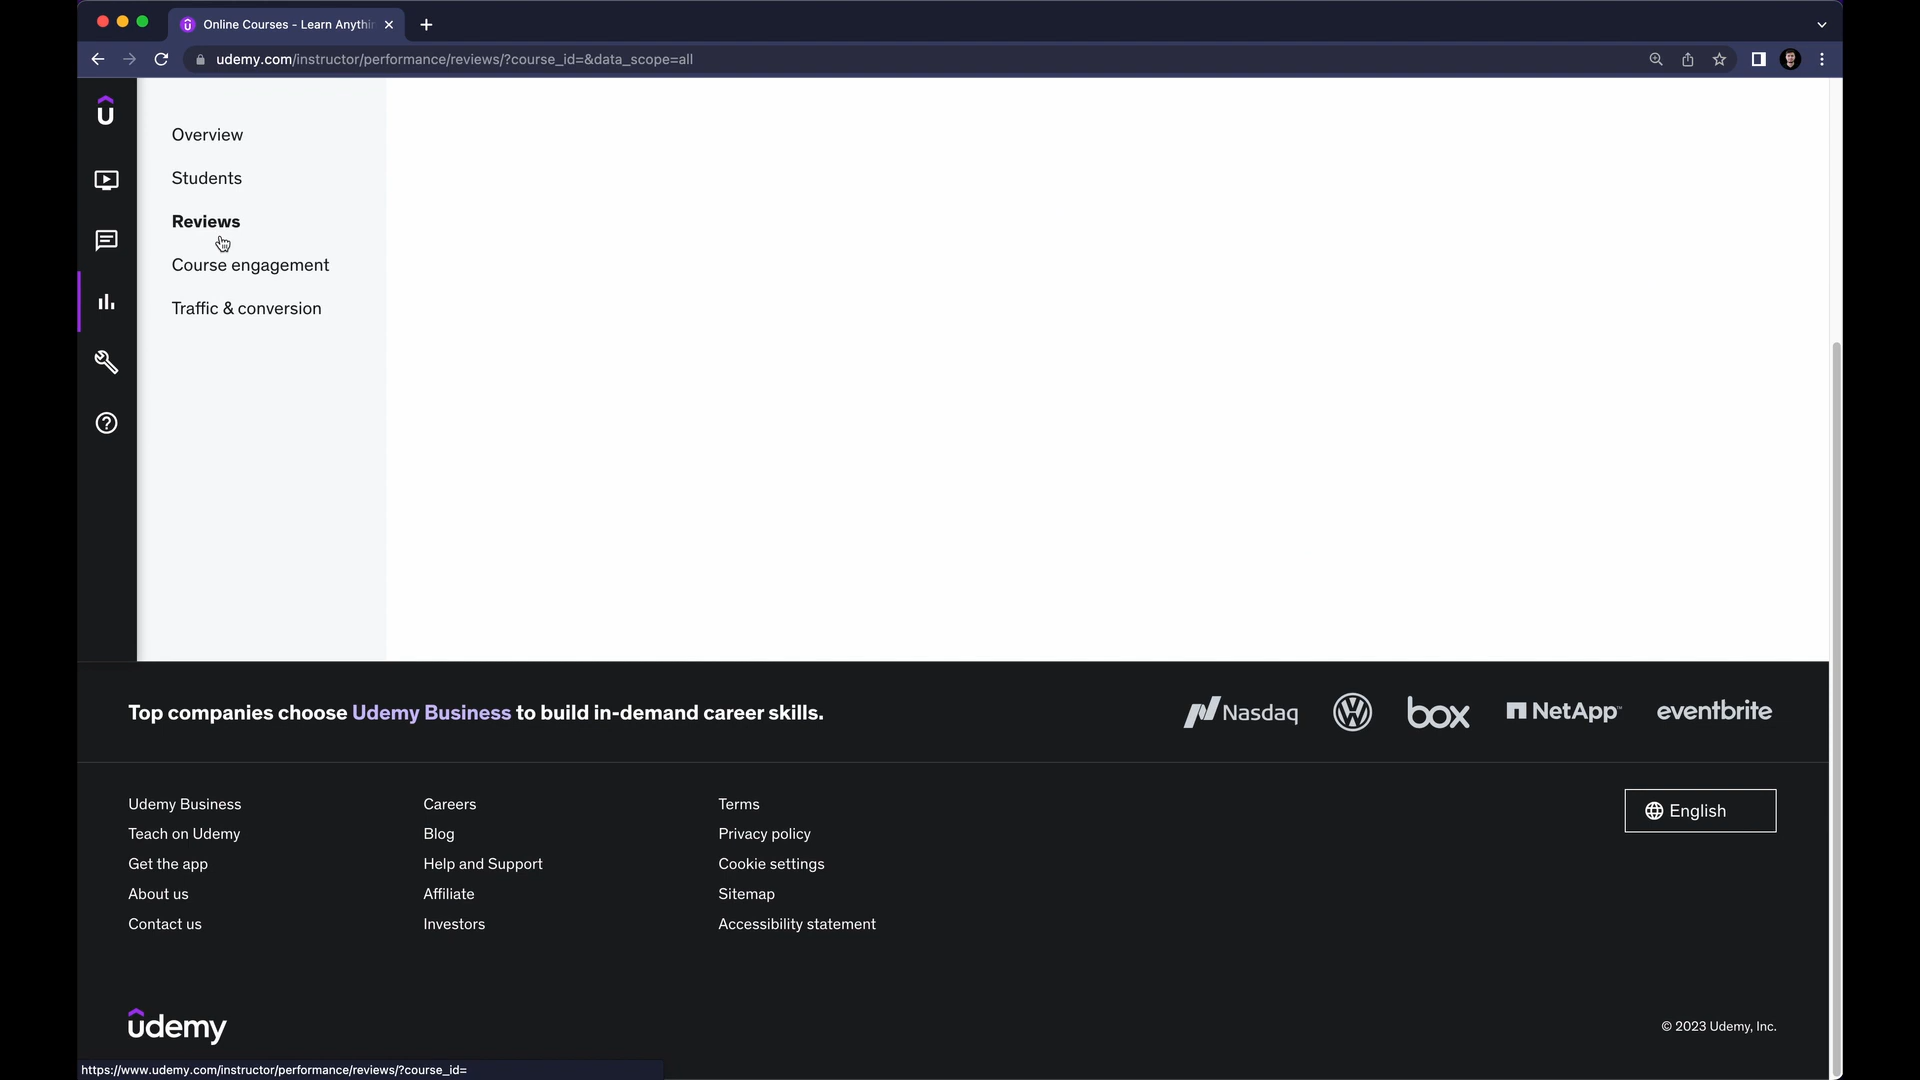 Online Courses - Learn Anythin
udemy.com/instructor/performance/reviews/?course_id=&data_scope=all
Overview
Students
Reviews
Course engagement
Traffic & conversion
Top companies choose Udemy Business to build in-demand career skills.
Nasdaq
box
NetApp
eventbrite
Udemy Business
Teach on Udemy
Get the app
About us
Contact us
Careers
Blog
Help and Support
Affiliate
Investors
Terms
Privacy policy
Cookie settings
Sitemap
Accessibility statement
English
udemy
© 2023 Udemy, Inc.
https://www.udemy.com/instructor/performance/reviews/?course_id=